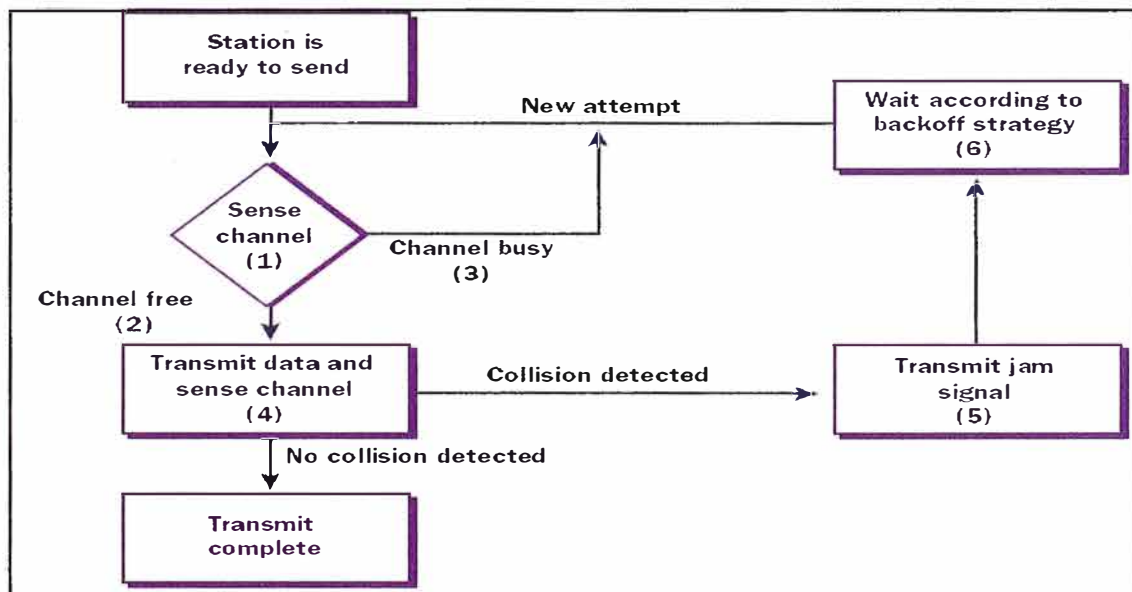 Station is
ready to send
New attempt
Wait according to
backoff strategy
(6)
Sense
channel
(1)
Channel busy
(3)
Channel free
(2)
Transmit data and
sense channel
(4)
Collision detected
Transmit jam
signal
(5)
No collision detected
Transmit
complete